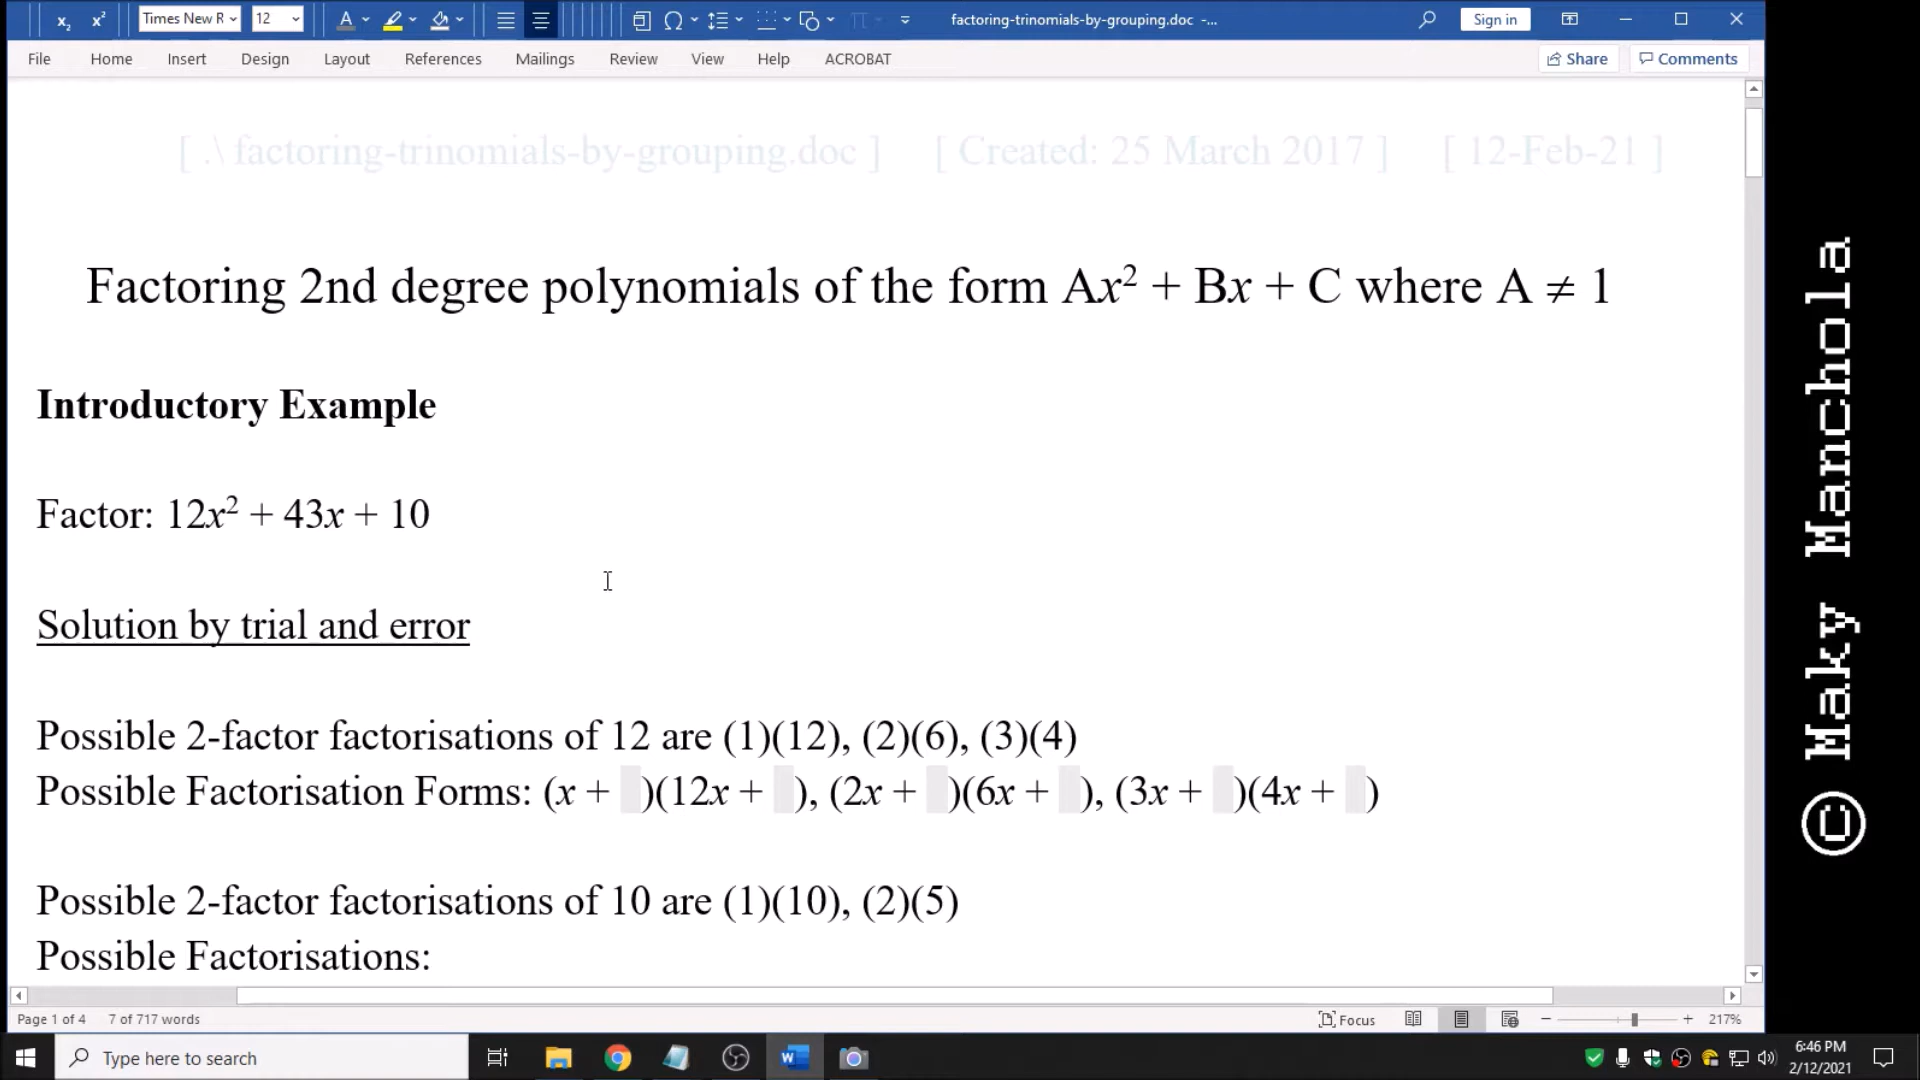 Times New R
12
factoring-trinomials-by-grouping.doc -...
Sign in
File Home Insert Design Layout References Mailings Review View Help ACROBAT
Share Comments
[ .\ factoring-trinomials-by-grouping.doc ] [ Created: 25 March 2017 ] [ 12-Feb-21 ]
Factoring 2nd degree polynomials of the form Ax² + Bx + C where A ≠ 1
Introductory Example
Factor: 12x² + 43x + 10
Solution by trial and error
Possible 2-factor factorisations of 12 are (1)(12), (2)(6), (3)(4)
Possible Factorisation Forms: (x + )(12x + ), (2x + )(6x + ), (3x + )(4x + )
Possible 2-factor factorisations of 10 are (1)(10), (2)(5)
Possible Factorisations:
Page 1 of 4 7 of 717 words
Focus
217%
Type here to search
6:46 PM
2/12/2021
© Maky Manchola